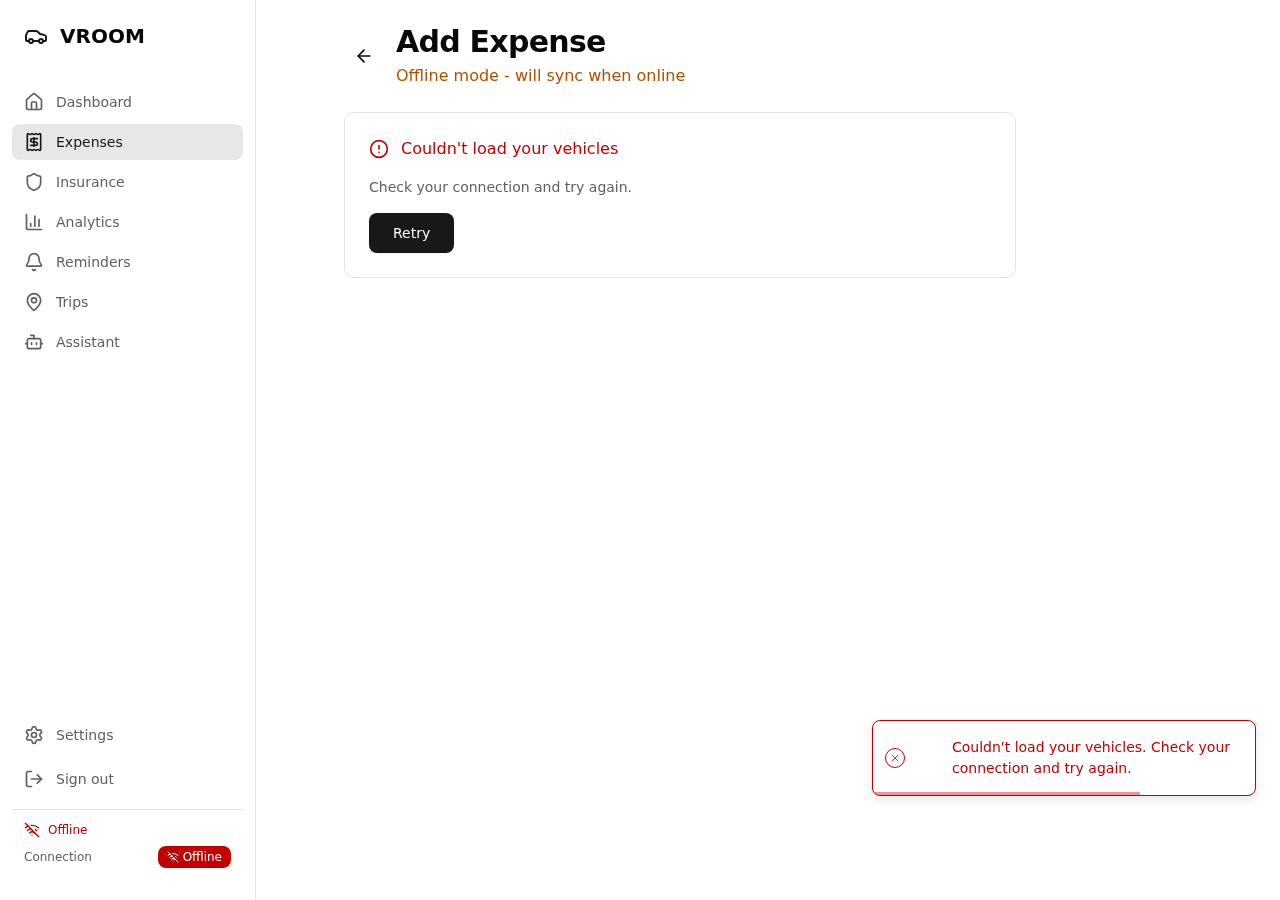 VROOM
Dashboard
Expenses
Insurance
Analytics
Reminders
Trips
Assistant
Settings
Sign out
Offline
Connection
Offline
Add Expense
Offline mode - will sync when online
Couldn't load your vehicles
Check your connection and try again.
Retry
Couldn't load your vehicles. Check your
connection and try again.